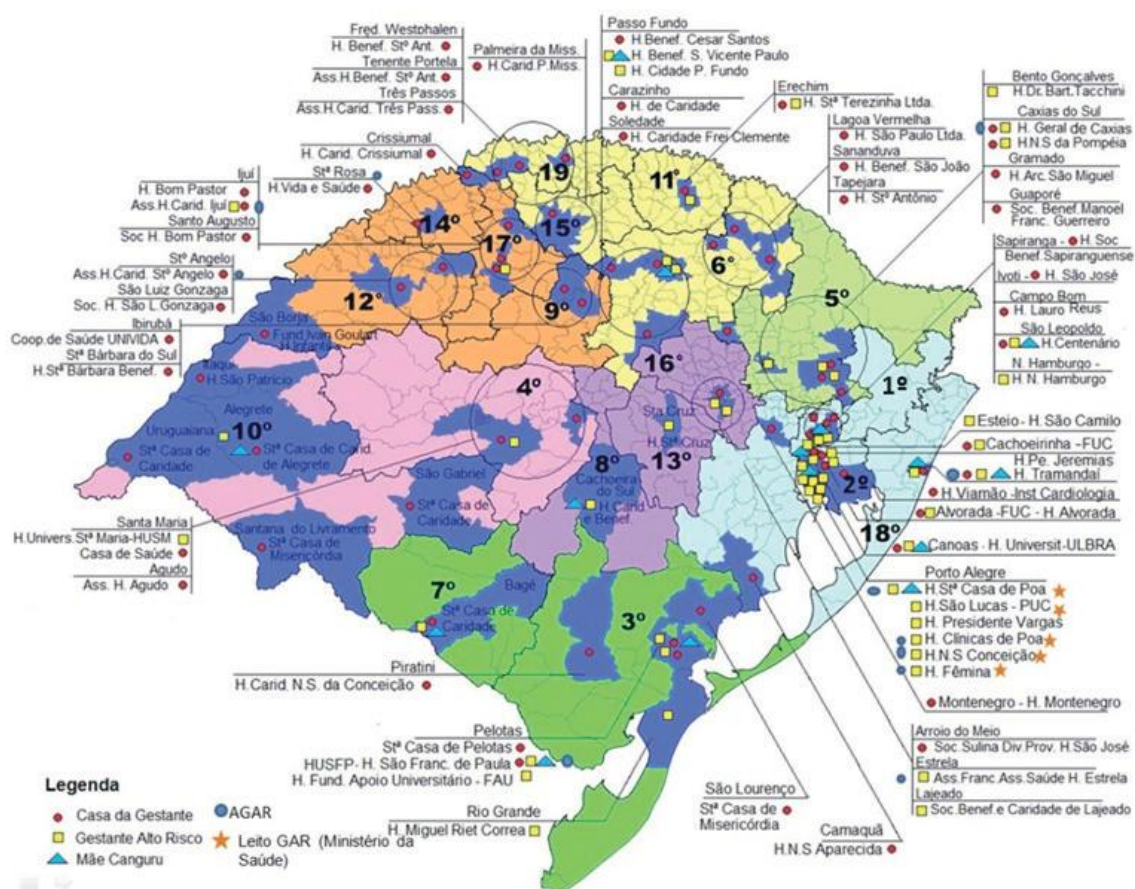 Fred. Westphalen
H. Benef. Stº Ant.
Tenente Portela
Ass.H.Benef. Stº Ant.
Três Passos
Ass.H.Carid. Três Pass.
Crissiumal
H. Carid. Crissiumal
Stª Rosa
H.Vida e Saúde
Ijuí
H. Bom Pastor
Ass.H.Carid. Ijuí
Santo Augusto
Soc H. Bom Pastor
Stº Angelo
Ass.H.Carid. Stº Angelo
São Luiz Gonzaga
Soc. H. São L.Gonzaga
Ibirubá
Coop.de Saúde UNIVIDA
Stª Bárbara do Sul
H.Stª Bárbara Benef.
Palmeira da Miss.
H.Carid.P.Miss.
Passo Fundo
H.Benef. Cesar Santos
H. Benef. S. Vicente Paulo
H. Cidade P. Fundo
Carazinho
H. de Caridade
Soledade
H. Caridade Frei Clemente
Erechim
H. Stª Terezinha Ltda.
Lagoa Vermelha
H. São Paulo Ltda.
Sananduva
H. Benef. São João
Tapejara
H. Stº Antônio
Bento Gonçalves
H.Dr.Bart.Tacchini
Caxias do Sul
H. Geral de Caxias
H.N.S da Pompéia
Gramado
H. Arc. São Miguel
Guaporé
Soc. Benef.Manoel
Franc. Guerreiro
Sapiranga - H. Soc
Benef.Sapiranguense
Ivoti - H. São José
Campo Bom
H. Lauro Reus
São Leopoldo
H.Centenário
N. Hamburgo -
H. N. Hamburgo
Esteio - H. São Camilo
Cachoeirinha -FUC
H.Pe. Jeremias
H. Tramandaí
H.Viamão -Inst Cardiologia
Alvorada -FUC - H. Alvorada
Canoas - H. Universit-ULBRA
Porto Alegre
H.Stª Casa de Poa
H.São Lucas - PUC
H. Presidente Vargas
H. Clínicas de Poa
H.N.S Conceição
H. Fêmina
Montenegro - H. Montenegro
Arroio do Meio
Soc.Sulina Div.Prov. H.São José
Estrela
Ass.Franc.Ass.Saúde H. Estrela
Lajeado
Soc.Benef.e Caridade de Lajeado
19
11º
14º
15º
17º
6º
12º
9º
5º
16º
1º
4º
10º
8º
13º
2º
18º
7º
3º
São Borja
Fund.Ivan Goulart
H.Infantil
Itaqui
H.São Patrício
Alegrete
Uruguaiana
Stª Casa de
Caridade
Stª Casa de Carid.
de Alegrete
São Gabriel
Stª Casa de
Caridade
Santana do Livramento
Stª Casa de
Misericórdia
Sta Cruz
H.Stª Cruz
Cachoeira
do Sul
H.Carid
e Benef.
Bagé
Stª Casa de
Caridade
Santa Maria
H.Univers.Stª Maria-HUSM
Casa de Saúde
Agudo
Ass. H. Agudo
Piratini
H.Carid. N.S. da Conceição
Pelotas
Stª Casa de Pelotas
HUSFP- H. São Franc. de Paula
H. Fund. Apoio Universitário - FAU
Rio Grande
H. Miguel Riet Correa
São Lourenço
Stª Casa de
Misericórdia
Camaquã
H.N.S Aparecida
Legenda
Casa da Gestante
Gestante Alto Risco
Mãe Canguru
AGAR
Leito GAR (Ministério da
Saúde)